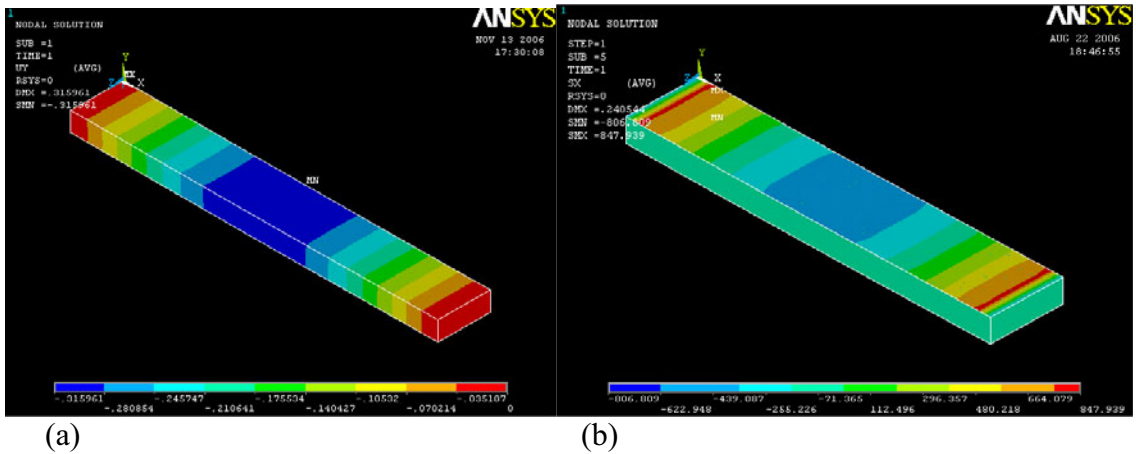 1
NODAL SOLUTION
SUB =1
TIME=1
UY (AVG)
RSYS=0
DMX =.315961
SMN =-.315961
ANSYS
NOV 13 2006
17:30:08
Y
Z MX X
MN
-.315961 -.245747 -.175534 -.10532 -.035107
-.280854 -.210641 -.140427 -.070214 0
(a)
1
NODAL SOLUTION
STEP=1
SUB =5
TIME=1
SX (AVG)
RSYS=0
DMX =.240544
SMN =-806.809
SMX =847.939
ANSYS
AUG 22 2006
18:46:55
Y
Z X
MX
MN
-806.809 -439.087 -71.365 296.357 664.079
-622.948 -255.226 112.496 480.218 847.939
(b)